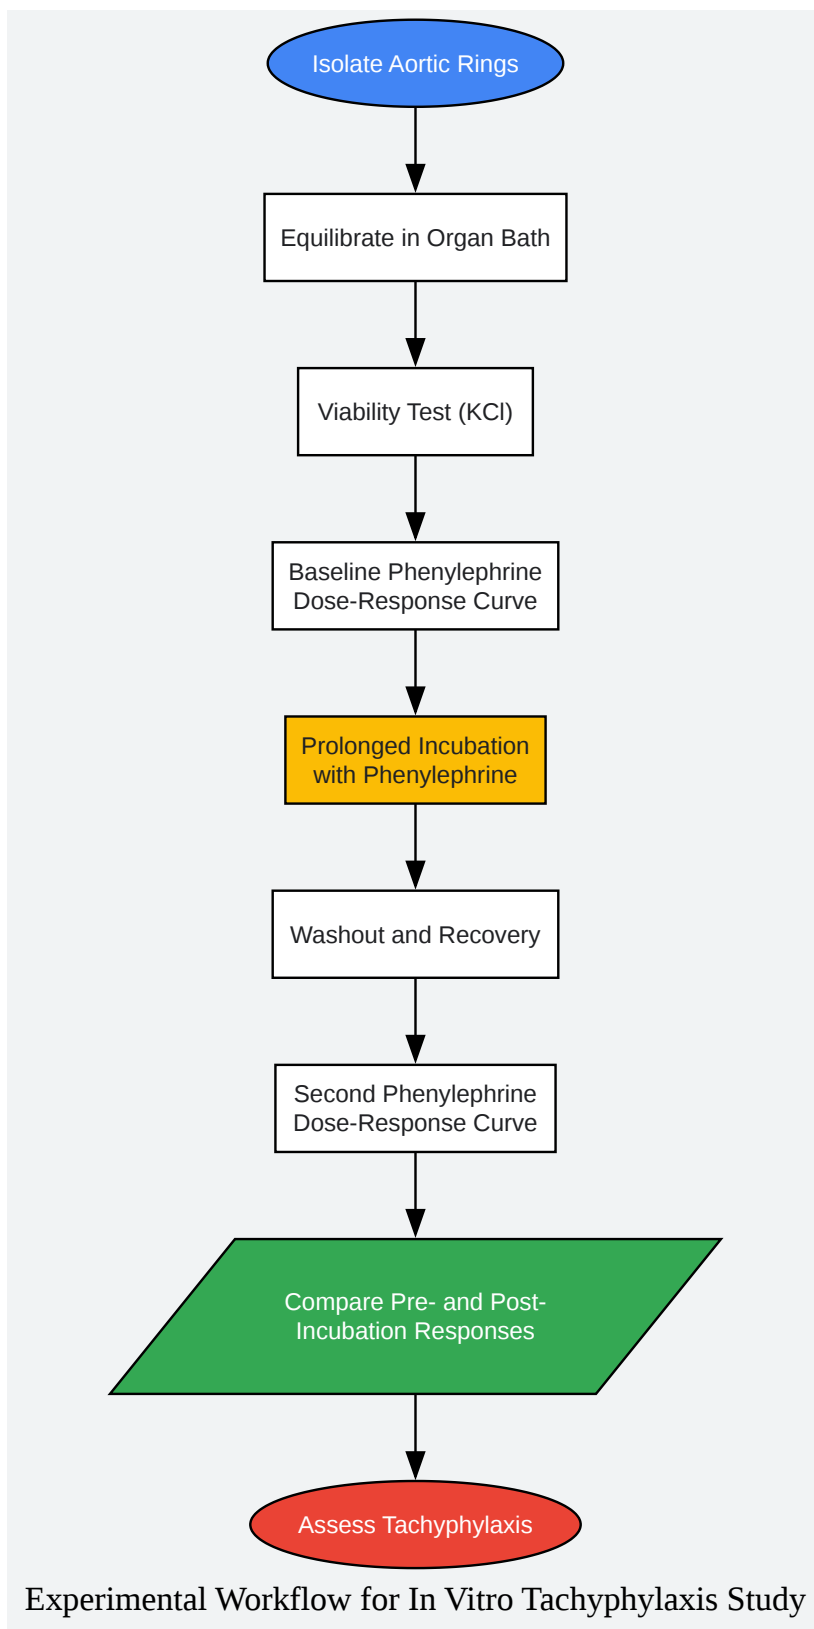 Isolate Aortic Rings
Equilibrate in Organ Bath
Viability Test (KCl)
Baseline Phenylephrine
Dose-Response Curve
Prolonged Incubation
with Phenylephrine
Washout and Recovery
Second Phenylephrine
Dose-Response Curve
Compare Pre- and Post-
Incubation Responses
Assess Tachyphylaxis
Experimental Workflow for In Vitro Tachyphylaxis Study